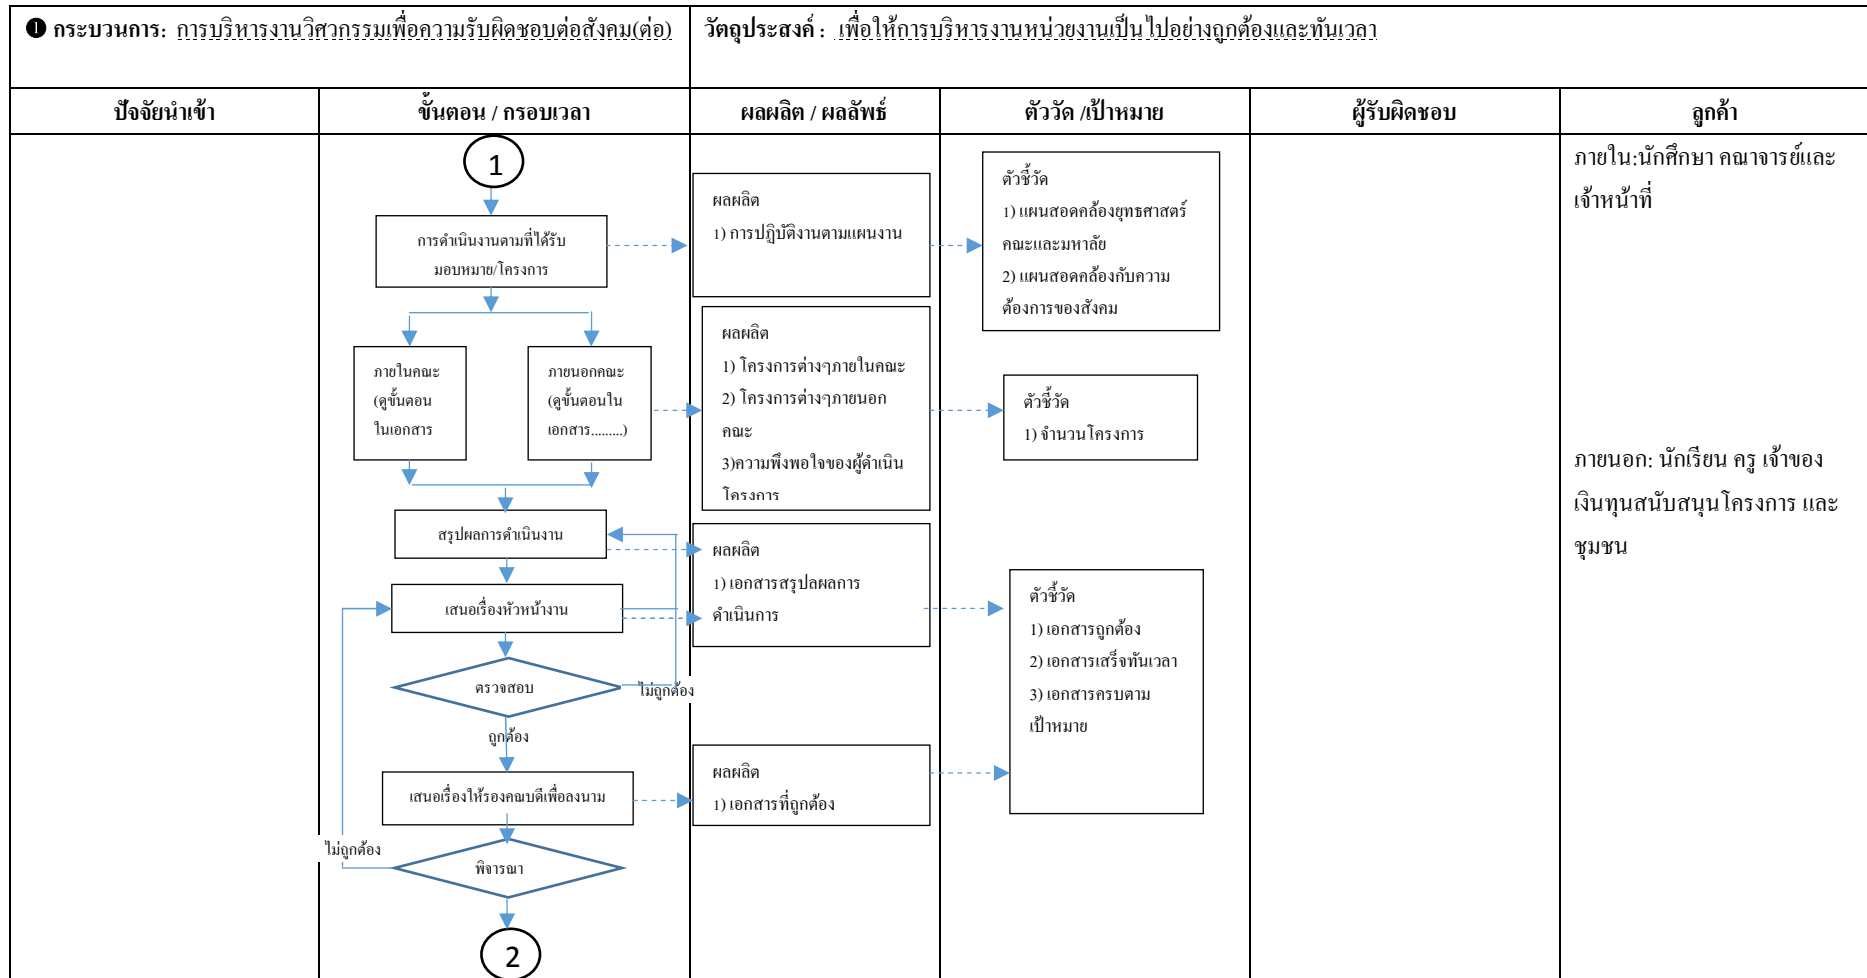 ❶ กระบวนการ: การบริหารงานวิศวกรรมเพื่อความรับผิดชอบต่อสังคม(ต่อ)
วัตถุประสงค์ : เพื่อให้การบริหารงานหน่วยงานเป็นไปอย่างถูกต้องและทันเวลา
ปัจจัยนำเข้า
ขั้นตอน / กรอบเวลา
ผลผลิต / ผลลัพธ์
ตัววัด /เป้าหมาย
ผู้รับผิดชอบ
ลูกค้า
1
การดำเนินงานตามที่ได้รับ
มอบหมาย/โครงการ
ภายในคณะ
(ดูขั้นตอน
ในเอกสาร
ภายนอกคณะ
(ดูขั้นตอนใน
เอกสาร.........)
สรุปผลการดำเนินงาน
เสนอเรื่องหัวหน้างาน
ตรวจสอบ
ไม่ถูกต้อง
ถูกต้อง
เสนอเรื่องให้รองคณบดีเพื่อลงนาม
ไม่ถูกต้อง
พิจารณา
2
ผลผลิต
1) การปฏิบัติงานตามแผนงาน
ผลผลิต
1) โครงการต่างๆภายในคณะ
2) โครงการต่างๆภายนอก
คณะ
3)ความพึงพอใจของผู้ดำเนิน
โครงการ
ผลผลิต
1) เอกสารสรุปลผลการ
ดำเนินการ
ผลผลิต
1) เอกสารที่ถูกต้อง
ตัวชี้วัด
1) แผนสอดคล้องยุทธศาสตร์
คณะและมหาลัย
2) แผนสอดคล้องกับความ
ต้องการของสังคม
ตัวชี้วัด
1) จำนวนโครงการ
ตัวชี้วัด
1) เอกสารถูกต้อง
2) เอกสารเสร็จทันเวลา
3) เอกสารครบตาม
เป้าหมาย
ภายใน:นักศึกษา คณาจารย์และ
เจ้าหน้าที่
ภายนอก: นักเรียน ครู เจ้าของ
เงินทุนสนับสนุนโครงการ และ
ชุมชน